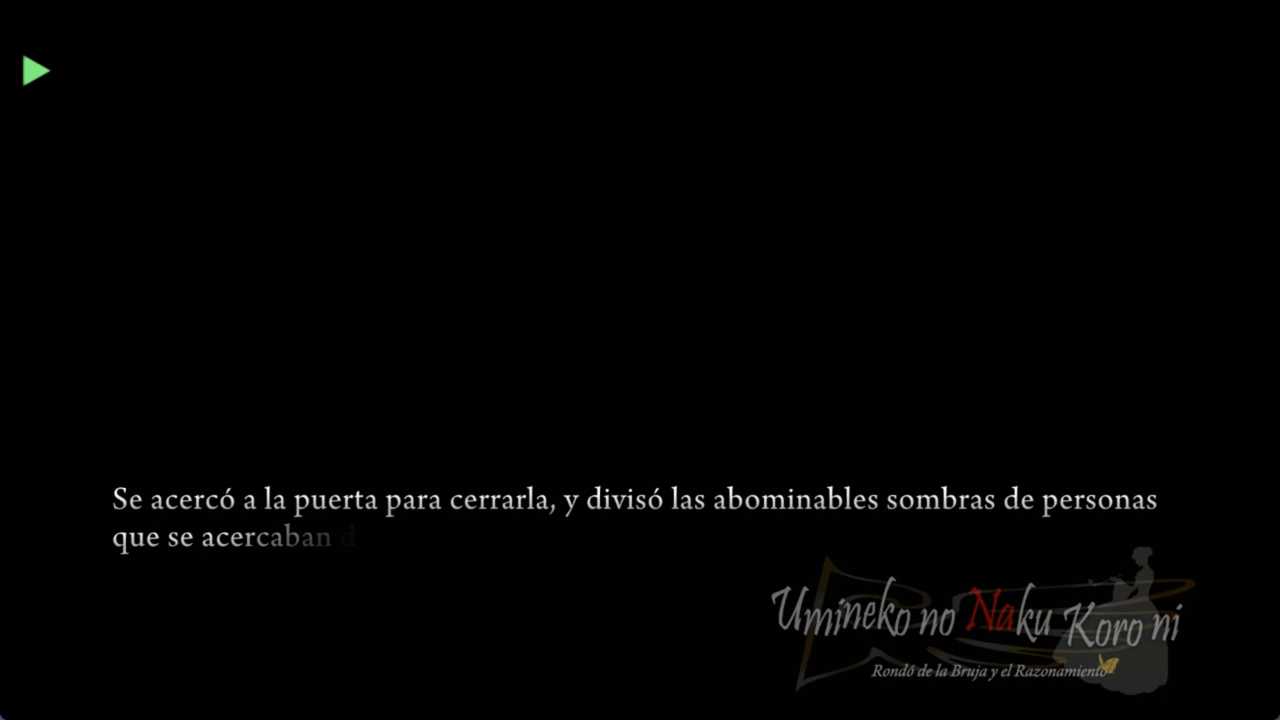 Se acercó a la puerta para cerrarla, y divisó las abominables sombras de personas
que se acercaban d
Umineko no Naku Koro ni
Rondó de la Bruja y el Razonamiento